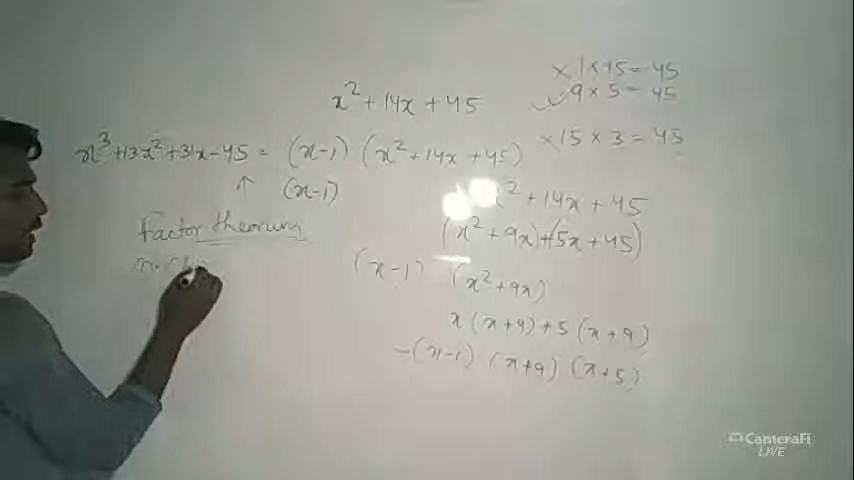 x² + 14x + 45
x³ + 13x² + 31x - 45 = (x-1) (x² + 14x + 45)
↑ (x-1)
Factor theorum
× 1 × 45 = 45
✓✓ 9 × 5 = 45
× 15 × 3 = 45
x² + 14x + 45
(x² + 9x) + (5x + 45)
(x-1) (x² + 9x)
x (x+9) + 5 (x+9)
= (x-1) (x+9) (x+5)
CameraFi
LIVE